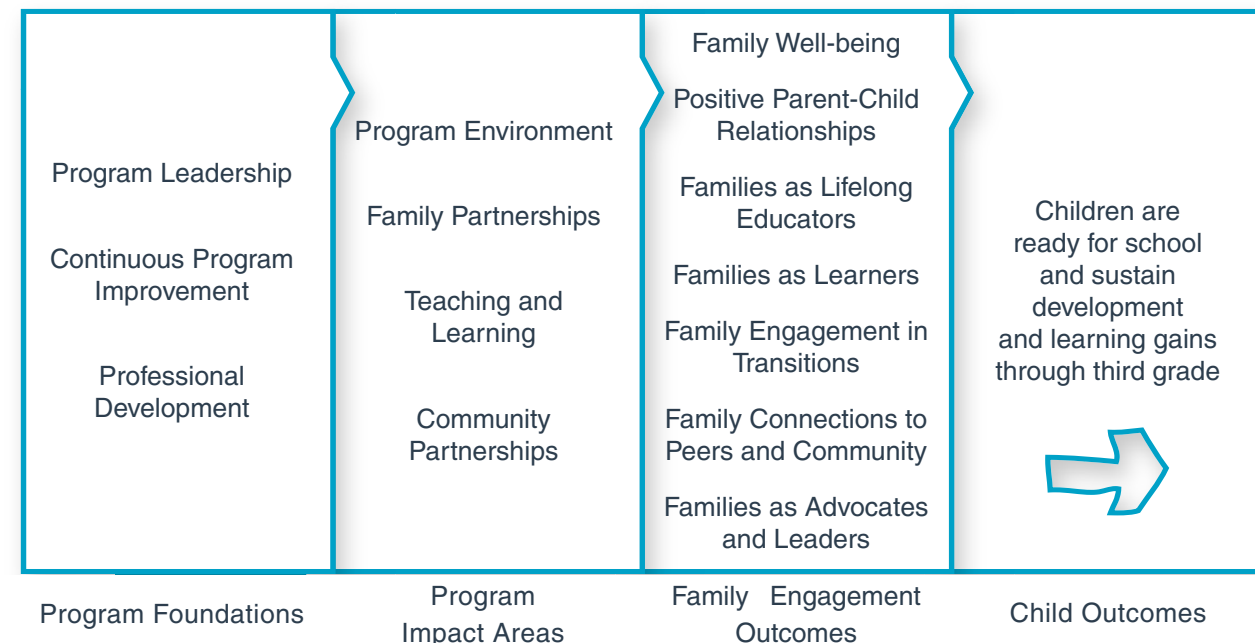 Program Leadership
Continuous Program
Improvement
Professional
Development
Program Foundations
Program Environment
Family Partnerships
Teaching and
Learning
Community
Partnerships
Program
Impact Areas
Family Well-being
Positive Parent-Child
Relationships
Families as Lifelong
Educators
Families as Learners
Family Engagement in
Transitions
Family Connections to
Peers and Community
Families as Advocates
and Leaders
Family Engagement
Outcomes
Children are
ready for school
and sustain
development
and learning gains
through third grade
Child Outcomes